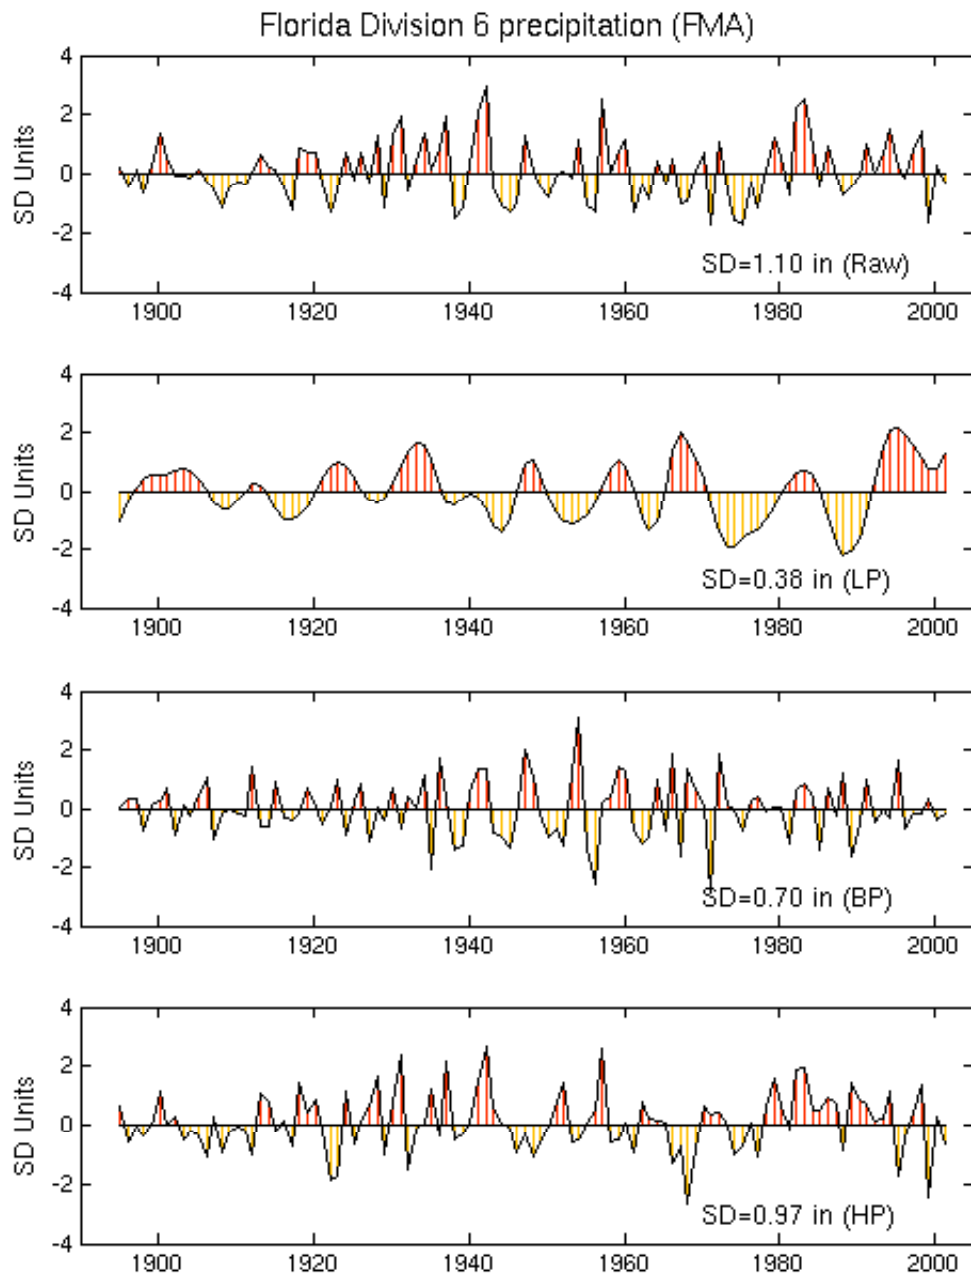 Florida Division 6 precipitation (FMA)
4
2
0
-2
-4
SD Units
SD=1.10 in (Raw)
1900 1920 1940 1960 1980 2000
4
2
0
-2
-4
SD Units
SD=0.38 in (LP)
1900 1920 1940 1960 1980 2000
4
2
0
-2
-4
SD Units
SD=0.70 in (BP)
1900 1920 1940 1960 1980 2000
4
2
0
-2
-4
SD Units
SD=0.97 in (HP)
1900 1920 1940 1960 1980 2000